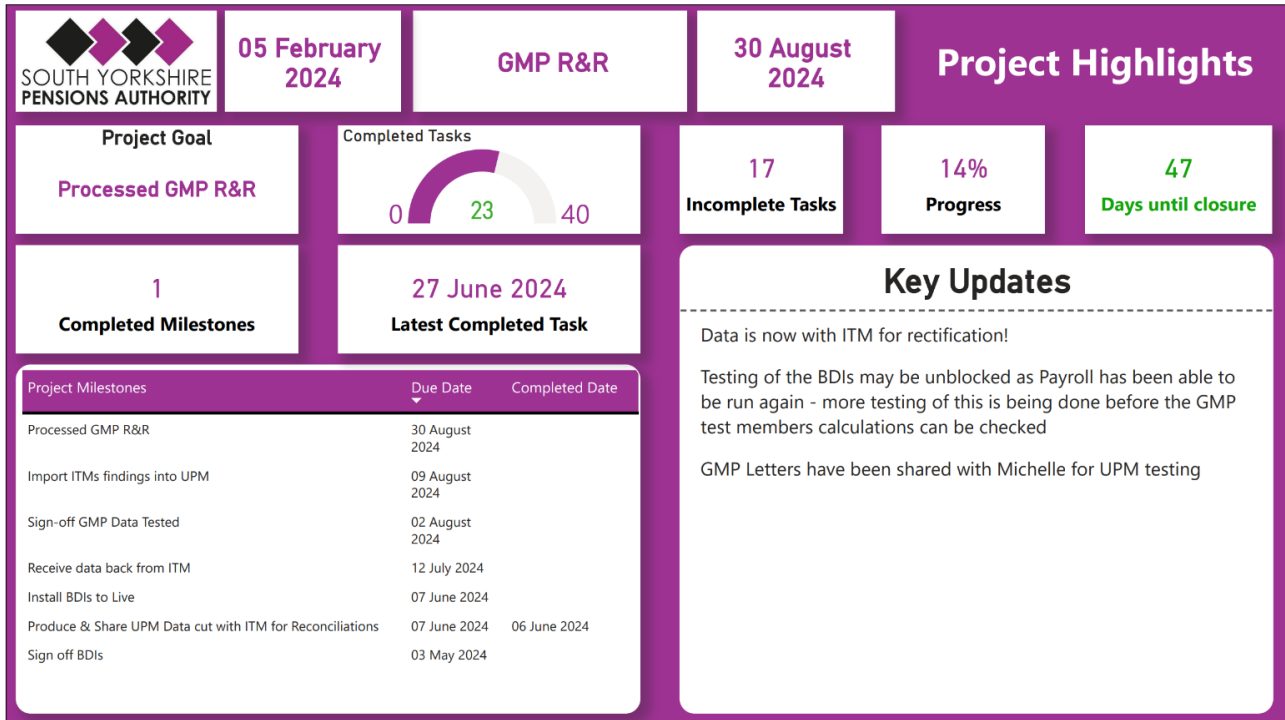 SOUTH YORKSHIRE
PENSIONS AUTHORITY
05 February
2024
GMP R&R
30 August
2024
Project Highlights
Project Goal
Processed GMP R&R
Completed Tasks
0
23
40
17
Incomplete Tasks
14%
Progress
47
Days until closure
1
Completed Milestones
27 June 2024
Latest Completed Task
Project Milestones Due Date Completed Date
Processed GMP R&R 30 August
2024
Import ITMs findings into UPM 09 August
2024
Sign-off GMP Data Tested 02 August
2024
Receive data back from ITM 12 July 2024
Install BDIs to Live 07 June 2024
Produce & Share UPM Data cut with ITM for Reconciliations 07 June 2024 06 June 2024
Sign off BDIs 03 May 2024
Key Updates
Data is now with ITM for rectification!
Testing of the BDIs may be unblocked as Payroll has been able to
be run again - more testing of this is being done before the GMP
test members calculations can be checked
GMP Letters have been shared with Michelle for UPM testing